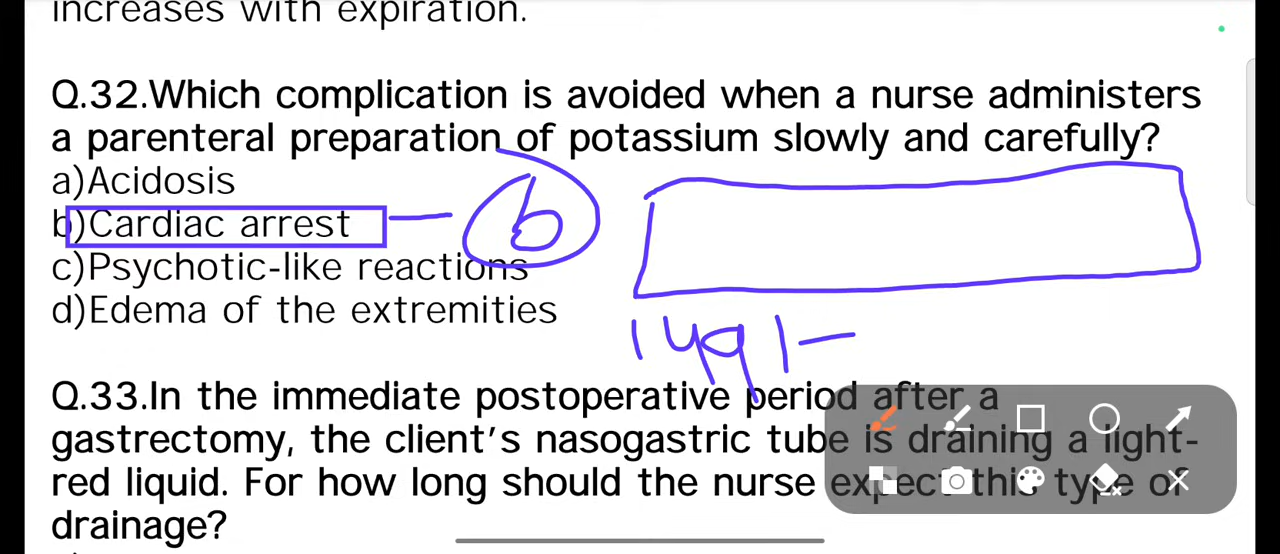 increases with expiration.
Q.32.Which complication is avoided when a nurse administers
a parenteral preparation of potassium slowly and carefully?
a)Acidosis
b)Cardiac arrest
b
c)Psychotic-like reactions
d)Edema of the extremities
Q.33.In the immediate postoperative period after a
gastrectomy, the client's nasogastric tube is draining a light-
red liquid. For how long should the nurse expect this type of
drainage?